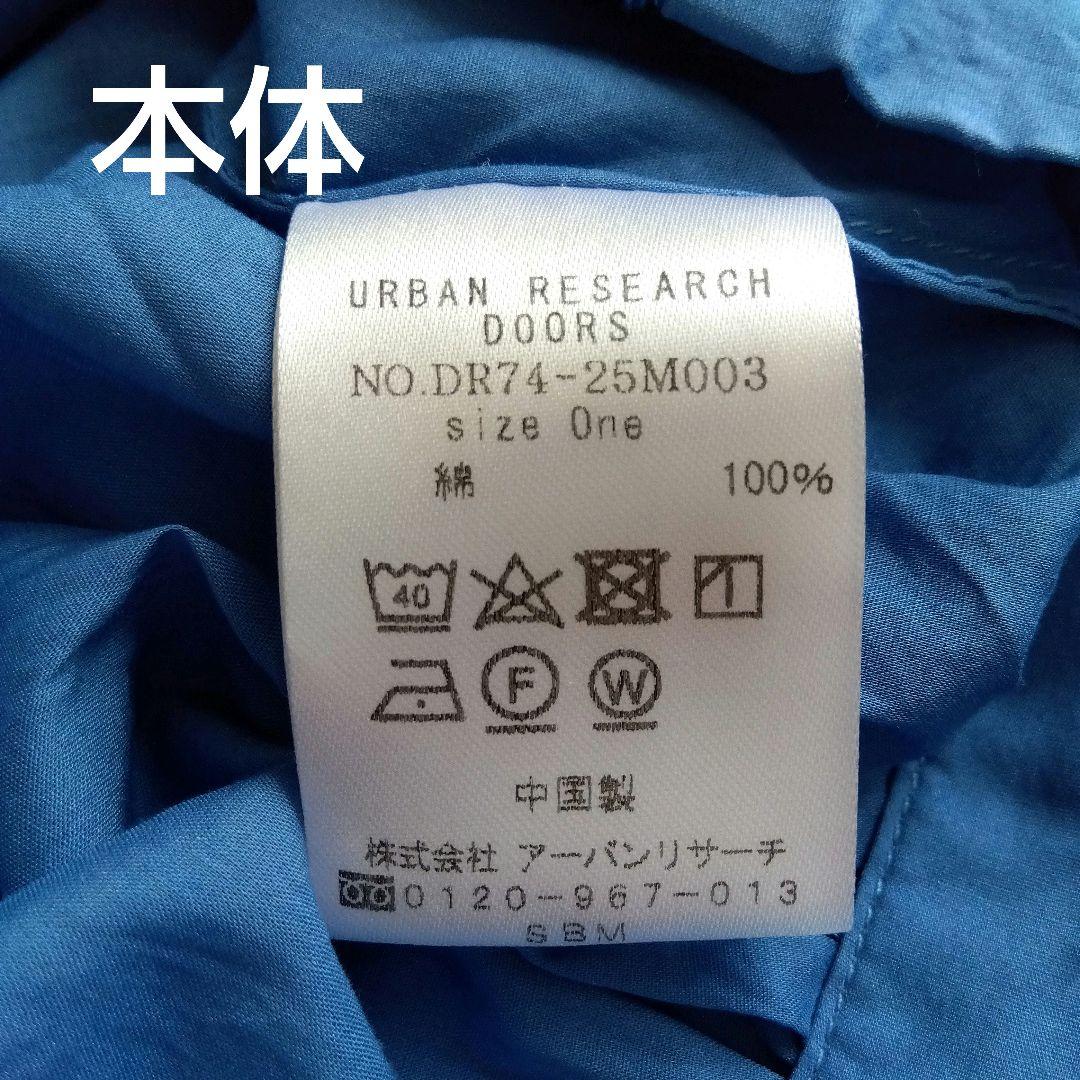 本体
URBAN RESEARCH
DOORS
NO.DR74-25M003
size One
綿 100%
40
F W
中国製
株式会社 アーバンリサーチ
0120-967-013
SBM